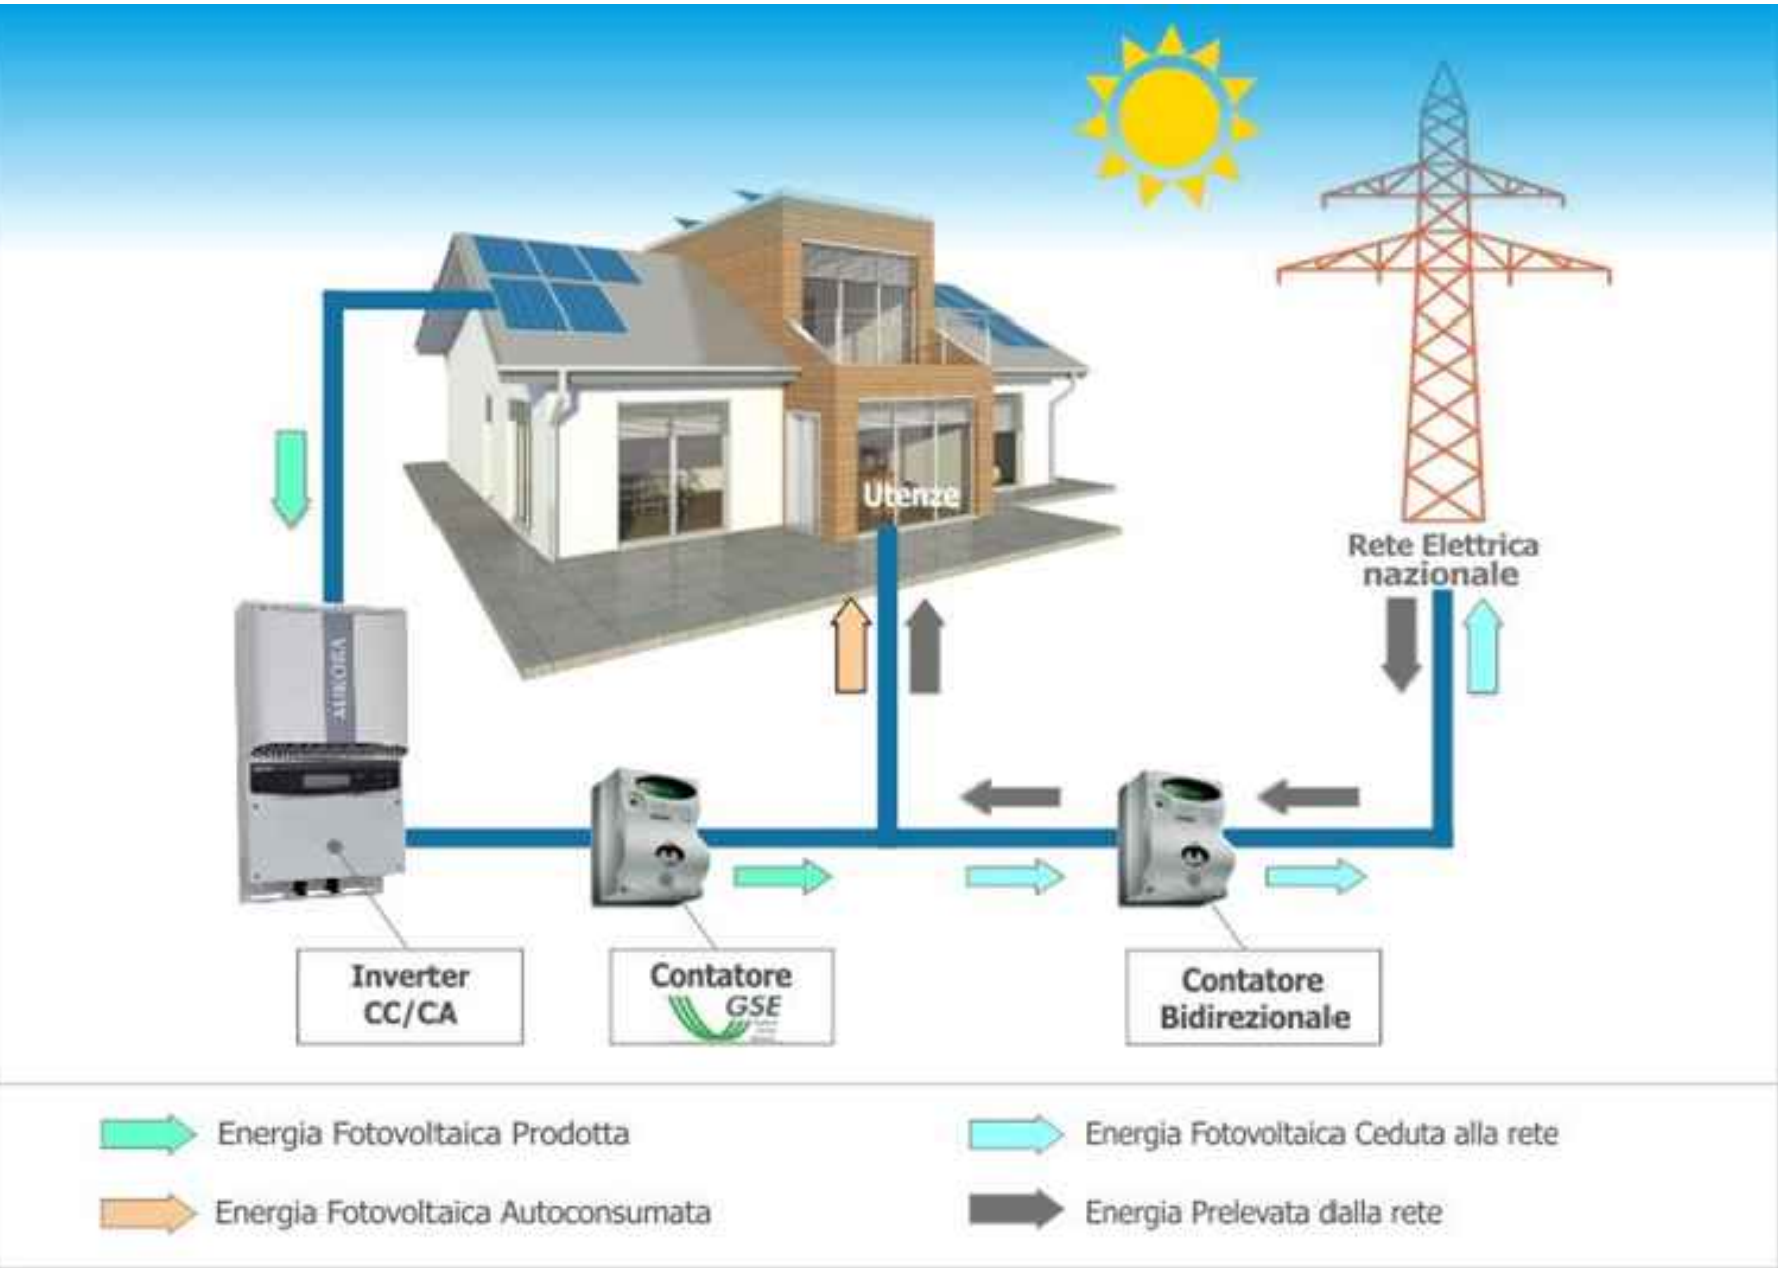 Utenze
Rete Elettrica
nazionale
Inverter
CC/CA
Contatore
GSE
Contatore
Bidirezionale
Energia Fotovoltaica Prodotta
Energia Fotovoltaica Ceduta alla rete
Energia Fotovoltaica Autoconsumata
Energia Prelevata dalla rete